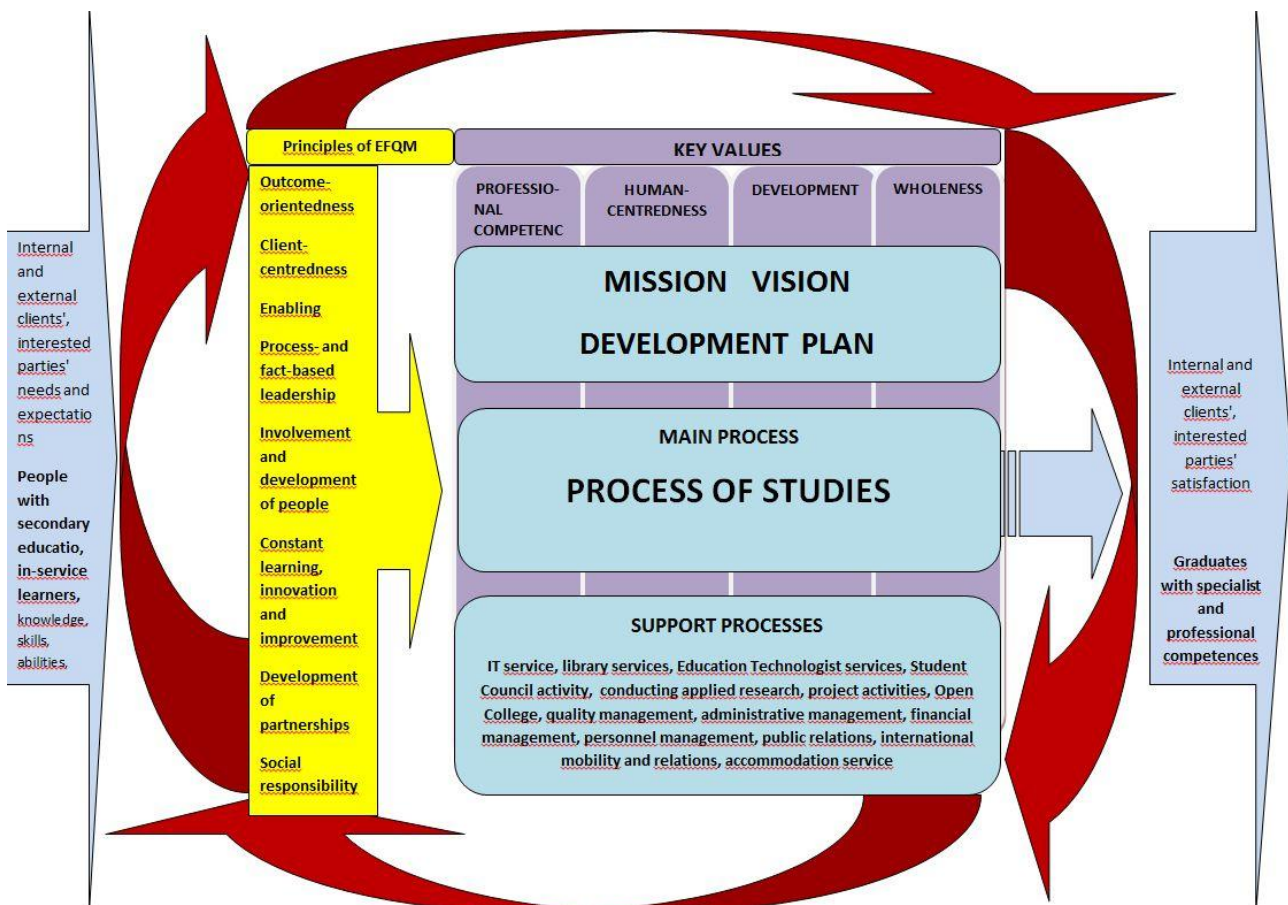 Internal
and
external
clients',
interested
parties'
needs and
expectatio
ns
People
with
secondary
educatio,
in-service
learners,
knowledge,
skills,
abilities,
Principles of EFQM
Outcome-
orientedness
Client-
centredness
Enabling
Process- and
fact-based
leadership
Involvement
and
development
of people
Constant
learning,
innovation
and
improvement
Development
of
partnerships
Social
responsibility
KEY VALUES
PROFESSIO-
NAL
COMPETENC
HUMAN-
CENTREDNESS
DEVELOPMENT
WHOLENESS
MISSION VISION
DEVELOPMENT PLAN
MAIN PROCESS
PROCESS OF STUDIES
SUPPORT PROCESSES
IT service, library services, Education Technologist services, Student
Council activity, conducting applied research, project activities, Open
College, quality management, administrative management, financial
management, personnel management, public relations, international
mobility and relations, accommodation service
Internal and
external
clients',
interested
parties'
satisfaction
Graduates
with specialist
and
professional
competences